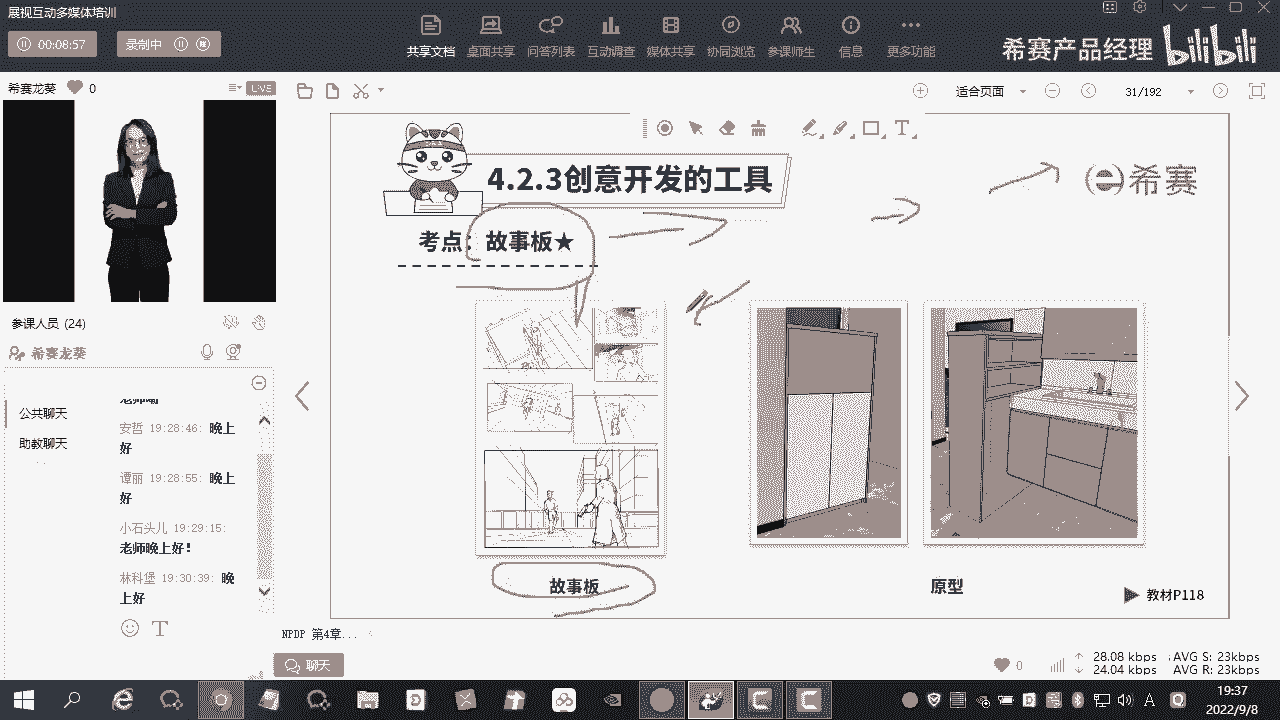 展视互动多媒体培训
00:08:57
录制中
共享文档
桌面共享
问答列表
互动调查
媒体共享
协同浏览
参课师生
信息
更多功能
希赛产品经理
bilibili
希赛龙葵
0
LIVE
适合页面
31/192
4.2.3创意开发的工具
希赛
考点：故事板★
参课人员 (24)
希赛龙葵
公共聊天
助教聊天
安哲 19:28:46: 晚上
好
谭丽 19:28:55: 晚上
好
小石头儿 19:29:15:
老师晚上好！
林科堡 19:30:39: 晚
上好
故事板
原型
教材P118
NPDP 第4章...
聊天
0
28.08 kbps
AVG S: 23kbps
24.04 kbps
AVG R: 23kbps
19:37
2022/9/8